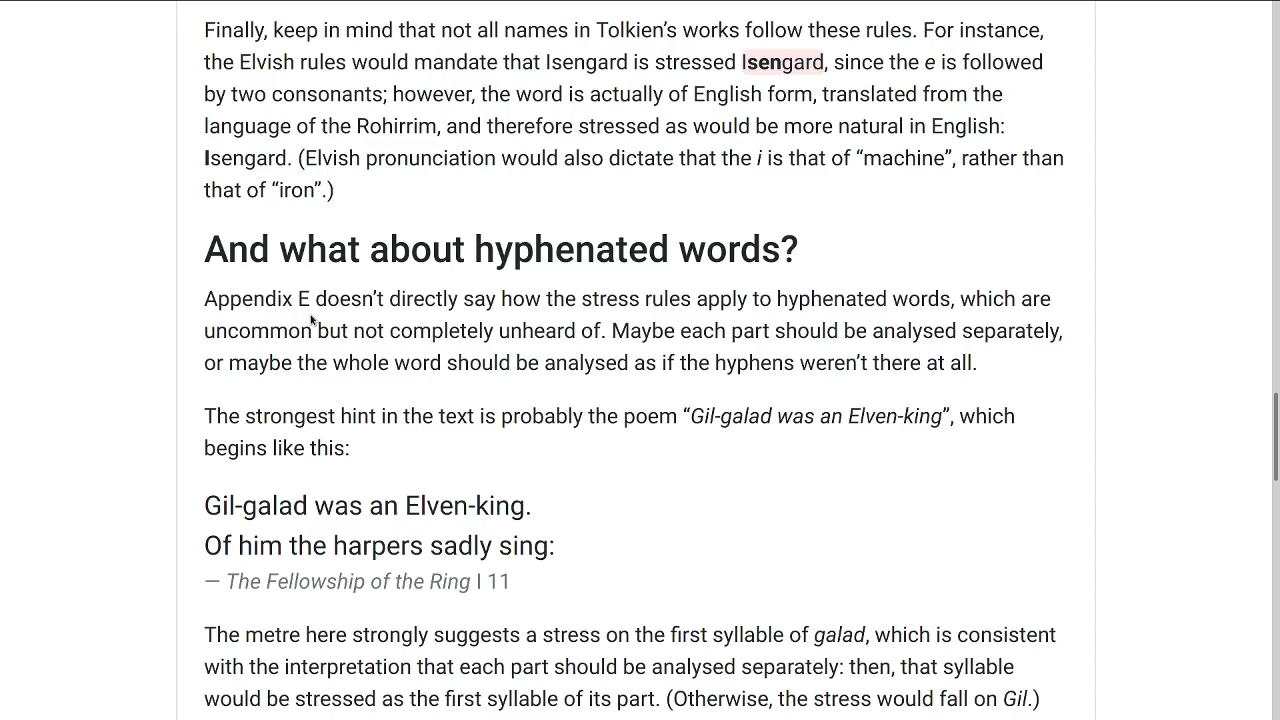 Finally, keep in mind that not all names in Tolkien’s works follow these rules. For instance,
the Elvish rules would mandate that Isengard is stressed Isengard, since the e is followed
by two consonants; however, the word is actually of English form, translated from the
language of the Rohirrim, and therefore stressed as would be more natural in English:
Isengard. (Elvish pronunciation would also dictate that the i is that of “machine”, rather than
that of “iron”.)
And what about hyphenated words?
Appendix E doesn’t directly say how the stress rules apply to hyphenated words, which are
uncommon but not completely unheard of. Maybe each part should be analysed separately,
or maybe the whole word should be analysed as if the hyphens weren’t there at all.
The strongest hint in the text is probably the poem “Gil-galad was an Elven-king”, which
begins like this:
Gil-galad was an Elven-king.
Of him the harpers sadly sing:
— The Fellowship of the Ring I 11
The metre here strongly suggests a stress on the first syllable of galad, which is consistent
with the interpretation that each part should be analysed separately: then, that syllable
would be stressed as the first syllable of its part. (Otherwise, the stress would fall on Gil.)